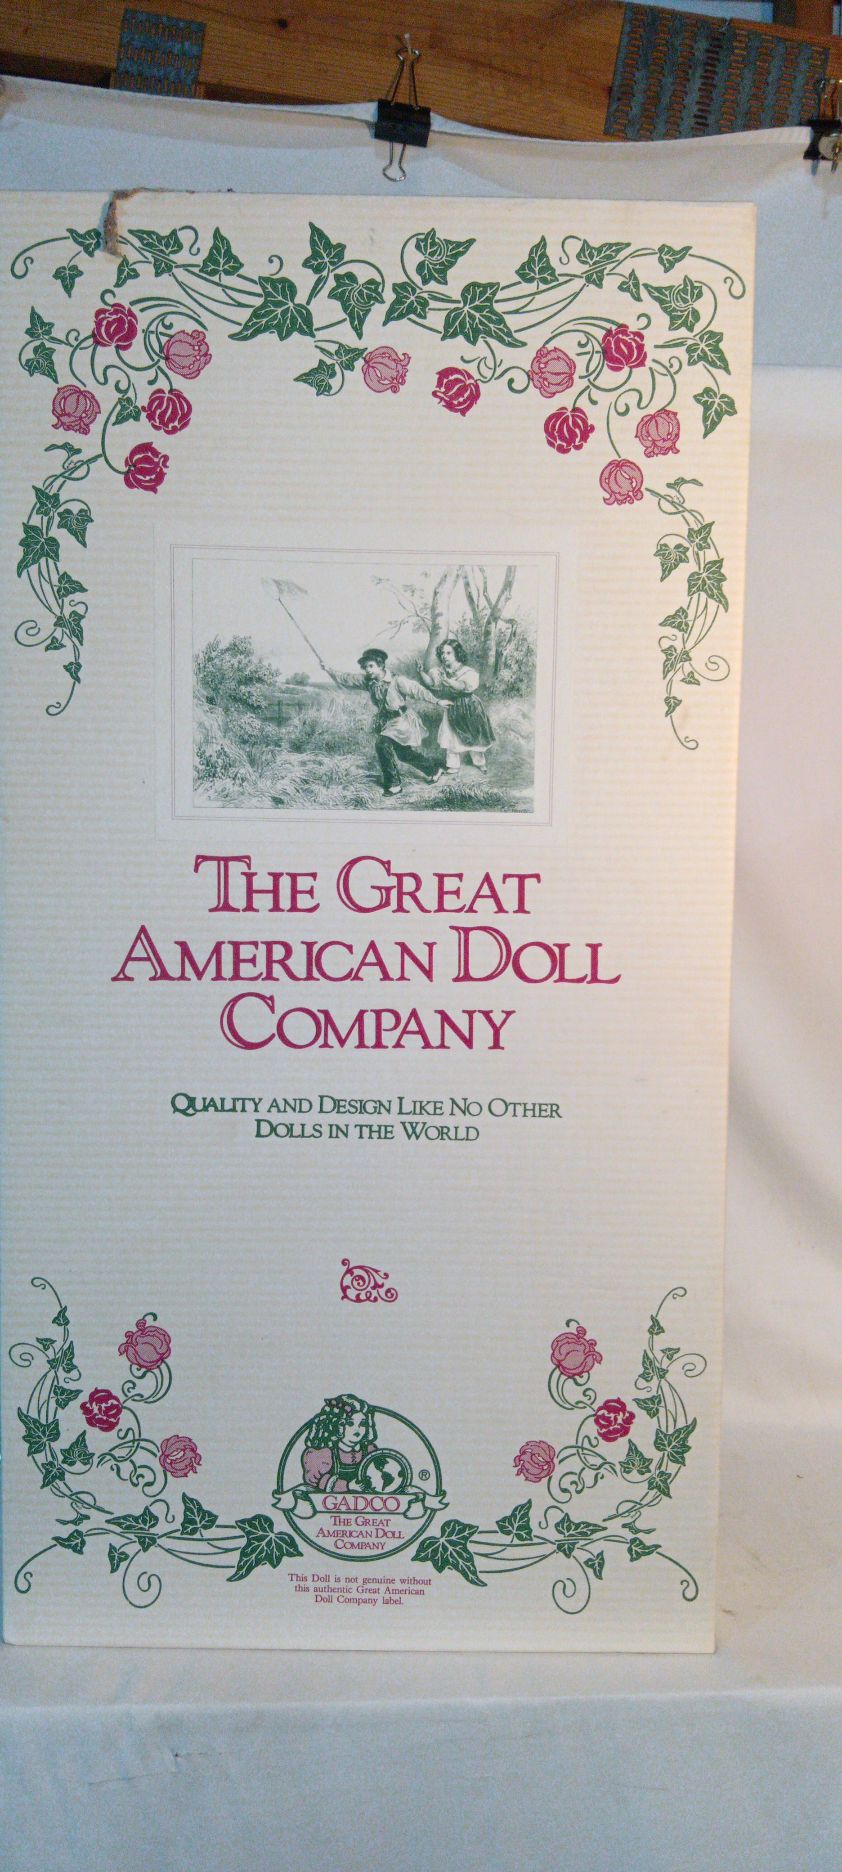 THE GREAT
AMERICAN DOLL
COMPANY
QUALITY AND DESIGN LIKE NO OTHER
DOLLS IN THE WORLD
®
GADCO
THE GREAT
AMERICAN DOLL
COMPANY
This Doll is not genuine without
this authentic Great American
Doll Company label.